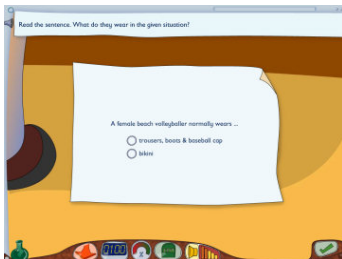 Read the sentence. What do they wear in the given situation?
A female beach volleyballer normally wears ...
trousers, boots & baseball cap
bikini